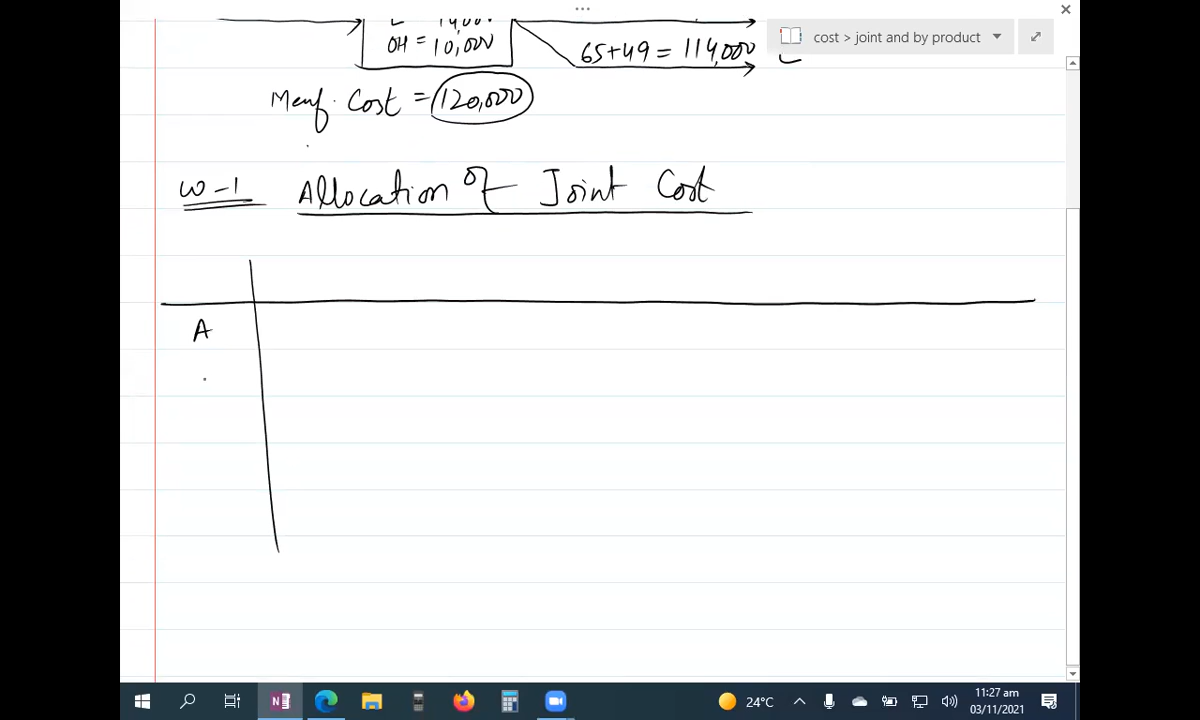 cost > joint and by product
OH = 10,000
65+49 = 114,000
Manf. Cost = 120,000
W-1 Allocation of Joint Cost
A
24°C
11:27 am
03/11/2021